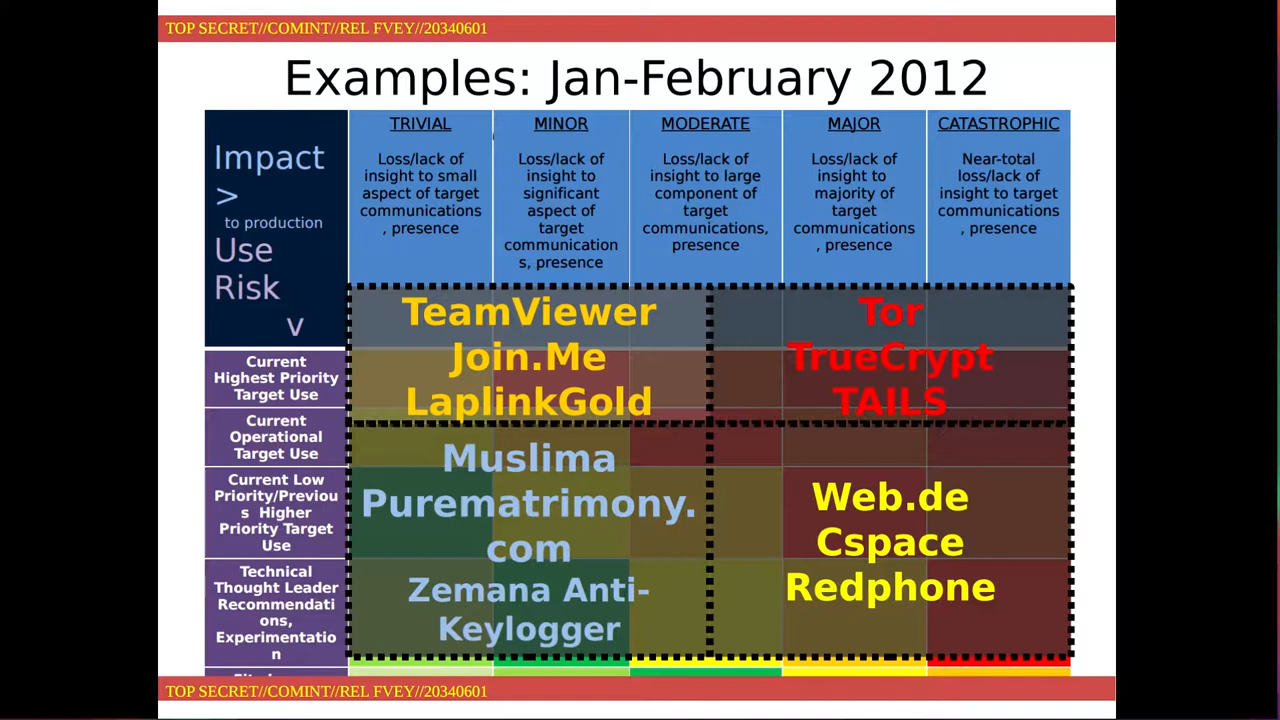 TOP SECRET//COMINT//REL FVEY//20340601
Examples: Jan-February 2012
Impact
>
to production
Use
Risk
v
TRIVIAL
Loss/lack of
insight to small
aspect of target
communications
, presence
MINOR
Loss/lack of
insight to
significant
aspect of
target
communication
s, presence
MODERATE
Loss/lack of
insight to large
component of
target
communications,
presence
MAJOR
Loss/lack of
insight to
majority of
target
communications
, presence
CATASTROPHIC
Near-total
loss/lack of
insight to target
communications
, presence
Current
Highest Priority
Target Use
Current
Operational
Target Use
Current Low
Priority/Previou
s Higher
Priority Target
Use
Technical
Thought Leader
Recommendati
ons,
Experimentatio
n
TeamViewer
Join.Me
LaplinkGold
Tor
TrueCrypt
TAILS
Muslima
Purematrimony.
com
Zemana Anti-
Keylogger
Web.de
Cspace
Redphone
TOP SECRET//COMINT//REL FVEY//20340601